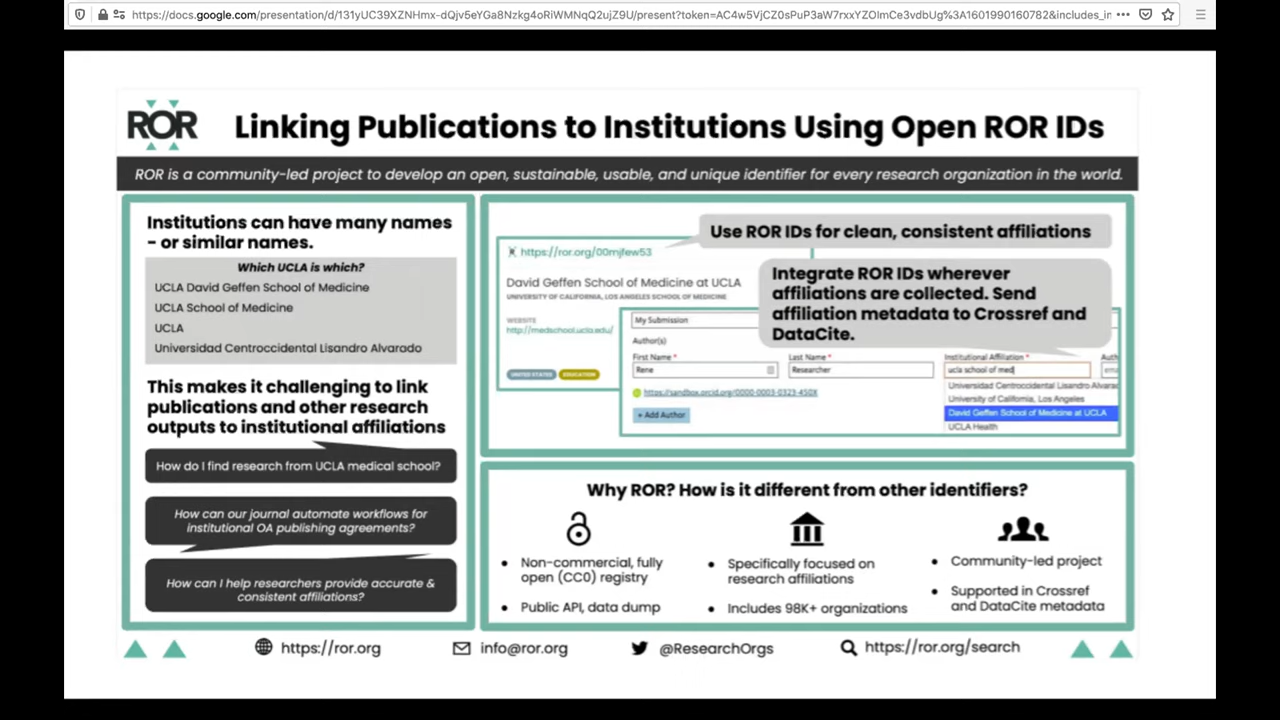 https://docs.google.com/presentation/d/131yUC39XZNHmx-dQjv5eYGa8Nzkg4oRiWMNqQ2ujZ9U/present?token=AC4w5VjCZ0sPuP3aW7rxxYZOlmCe3vdbUg%3A1601990160782&includes_in
ROR
Linking Publications to Institutions Using Open ROR IDs
ROR is a community-led project to develop an open, sustainable, usable, and unique identifier for every research organization in the world.
Institutions can have many names
- or similar names.
Which UCLA is which?
UCLA David Geffen School of Medicine
UCLA School of Medicine
UCLA
Universidad Centroccidental Lisandro Alvarado
This makes it challenging to link
publications and other research
outputs to institutional affiliations
How do I find research from UCLA medical school?
How can our journal automate workflows for
institutional OA publishing agreements?
How can I help researchers provide accurate &
consistent affiliations?
Use ROR IDs for clean, consistent affiliations
https://ror.org/00mjfew53
David Geffen School of Medicine at UCLA
UNIVERSITY OF CALIFORNIA, LOS ANGELES SCHOOL OF MEDICINE
WEBSITE
http://medschool.ucla.edu/
UNITED STATES EDUCATION
Integrate ROR IDs wherever
affiliations are collected. Send
affiliation metadata to Crossref and
DataCite.
My Submission
Author(s)
First Name * Last Name * Institutional Affiliation * Auth
Rene Researcher ucla school of med ema
https://sandbox.orcid.org/0000-0003-0323-450X
+ Add Author
Universidad Centroccidental Lisandro Alvarado
University of California, Los Angeles
David Geffen School of Medicine at UCLA
UCLA Health
Why ROR? How is it different from other identifiers?
• Non-commercial, fully
open (CC0) registry
• Public API, data dump
• Specifically focused on
research affiliations
• Includes 98K+ organizations
• Community-led project
• Supported in Crossref
and DataCite metadata
https://ror.org info@ror.org @ResearchOrgs https://ror.org/search